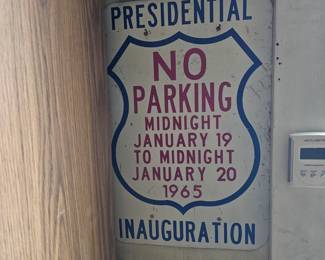 PRESIDENTIAL
NO
PARKING
MIDNIGHT
JANUARY 19
TO MIDNIGHT
JANUARY 20
1965
INAUGURATION